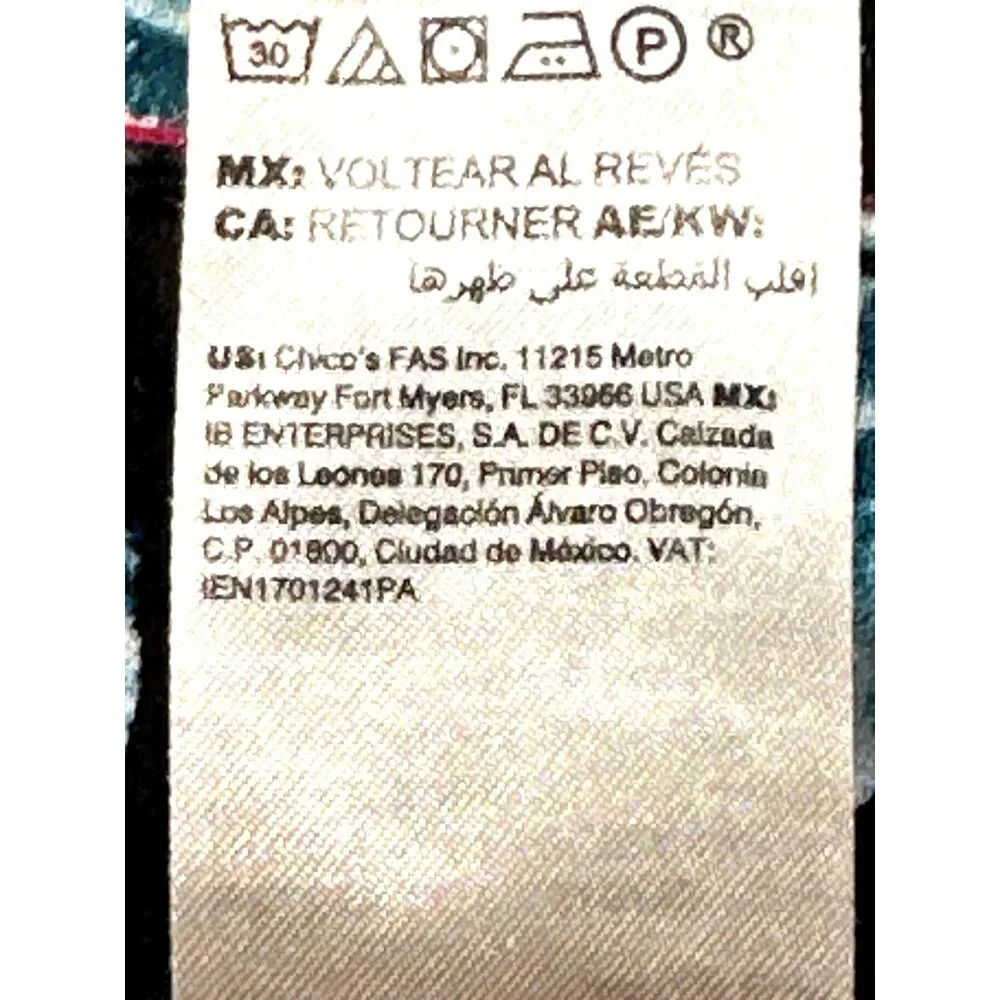 30 P ®
MX: VOLTEAR AL REVÉS
CA: RETOURNER AE/KW:
اقلب القطعة على ظهرها
US: Chico's FAS Inc. 11215 Metro
Parkway Fort Myers, FL 33966 USA MX:
IB ENTERPRISES, S.A. DE C.V. Calzada
de los Leones 170, Primer Piso, Colonia
Los Alpes, Delegación Álvaro Obregón,
C.P. 01800, Ciudad de México. VAT:
IEN1701241PA